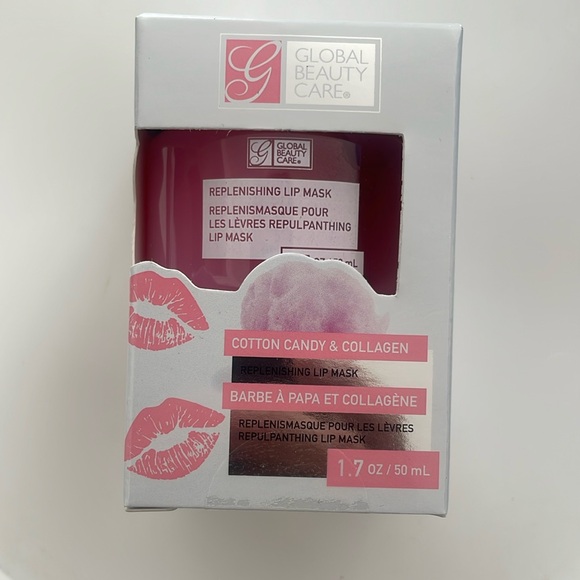 G
GLOBAL
BEAUTY
CARE®
G
GLOBAL
BEAUTY
CARE®
REPLENISHING LIP MASK
REPLENISMASQUE POUR
LES LÈVRES REPULPANTHING
LIP MASK
mL
COTTON CANDY & COLLAGEN
REPLENISHING LIP MASK
BARBE À PAPA ET COLLAGÈNE
REPLENISMASQUE POUR LES LÈVRES
REPULPANTHING LIP MASK
1.7 OZ / 50 mL